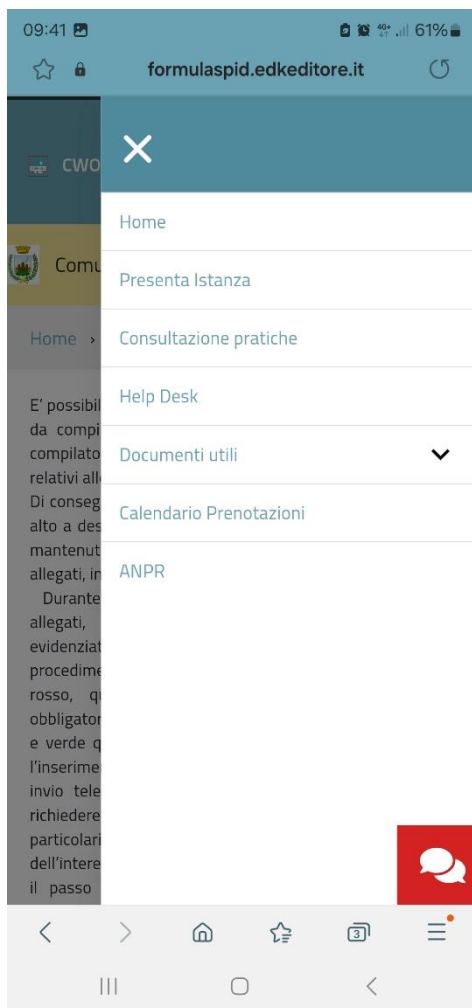 09:41
4G+
61%
formulaspid.edkeditore.it
CWO
Home
Comu
Presenta Istanza
Home >
Consultazione pratiche
Help Desk
Documenti utili
Calendario Prenotazioni
ANPR
E' possibil
da compi
compilato
relativi all
Di conseg
alto a des
mantenut
allegati, in
Durante
allegati,
evidenziat
procedime
rosso, q
obbligator
e verde q
l'inserime
invio tele
richiedere
particolari
dell'intere
il passo
3